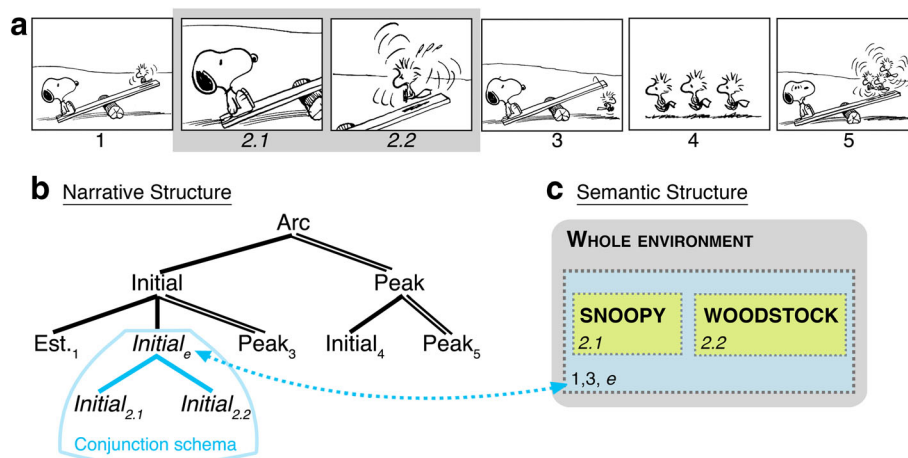 a
1
2.1
2.2
3
4
5
b Narrative Structure
Arc
Initial
Peak
Est.1
Initiale
Peak3
Initial4
Peak5
Initial2.1
Initial2.2
Conjunction schema
c Semantic Structure
WHOLE ENVIRONMENT
SNOOPY
2.1
WOODSTOCK
2.2
1,3, e